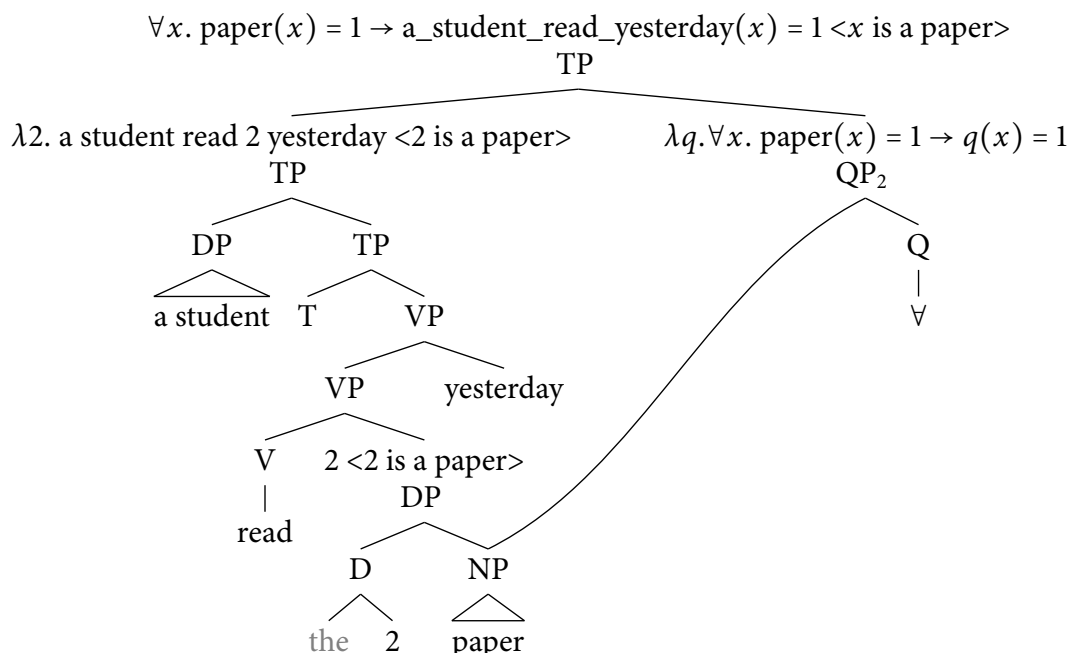 ∀x. paper(x) = 1 → a_student_read_yesterday(x) = 1 <x is a paper>
TP
λ2. a student read 2 yesterday <2 is a paper> λq.∀x. paper(x) = 1 → q(x) = 1
TP QP₂
DP TP Q
a student T VP ∀
VP yesterday
V 2 <2 is a paper>
DP
read
D NP
the 2 paper